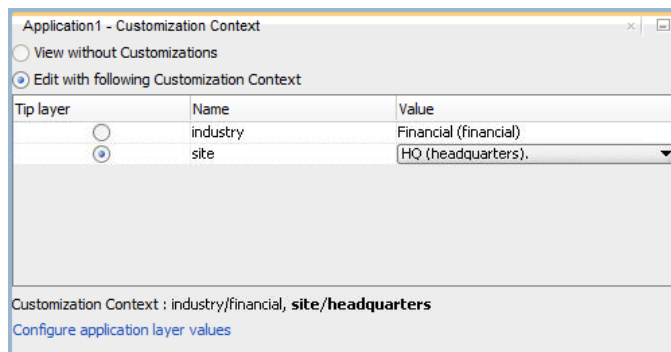 Application1 - Customization Context
View without Customizations
Edit with following Customization Context
Tip layer Name Value
industry Financial (financial)
site HQ (headquarters).
Customization Context : industry/financial, site/headquarters
Configure application layer values